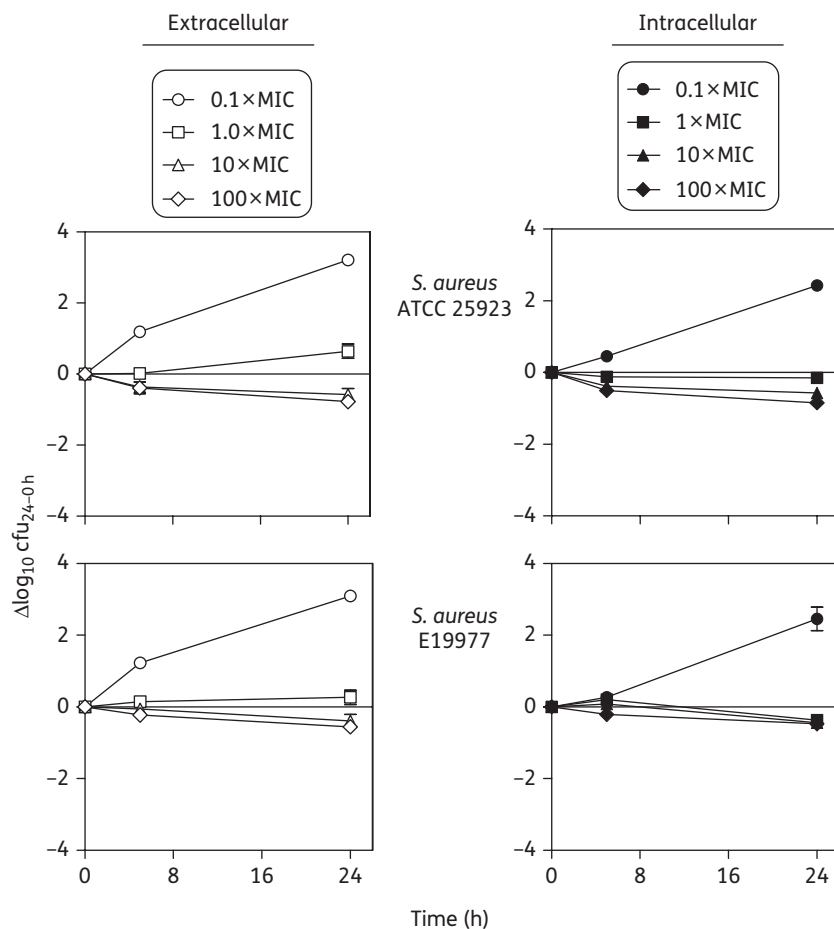 Extracellular
Intracellular
0.1×MIC
1.0×MIC
10×MIC
100×MIC
0.1×MIC
1×MIC
10×MIC
100×MIC
4
2
0
−2
−4
S. aureus
ATCC 25923
4
2
0
−2
−4
Δlog10 cfu24–0 h
4
2
0
−2
−4
0 8 16 24
S. aureus
E19977
4
2
0
−2
−4
0 8 16 24
Time (h)